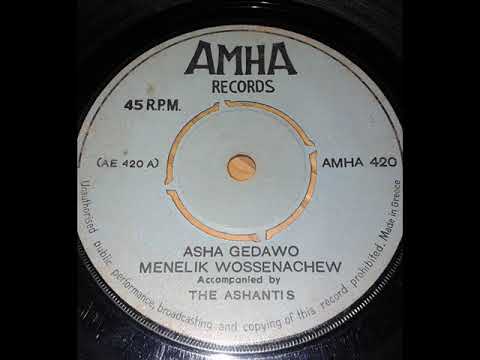 AMHA
RECORDS
45 R.P.M.
(AE 420 A)
AMHA 420
ASHA GEDAWO
MENELIK WOSSENACHEW
Accompanied by
THE ASHANTIS
Unauthorised public performance, broadcasting and copying of this record prohibited. Made in Greece